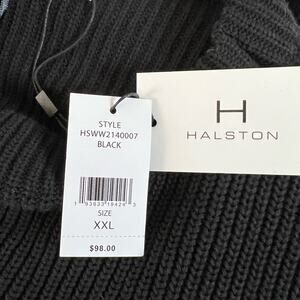 STYLE
HSWW2140007
BLACK
SIZE
XXL
$98.00
H
HALSTON